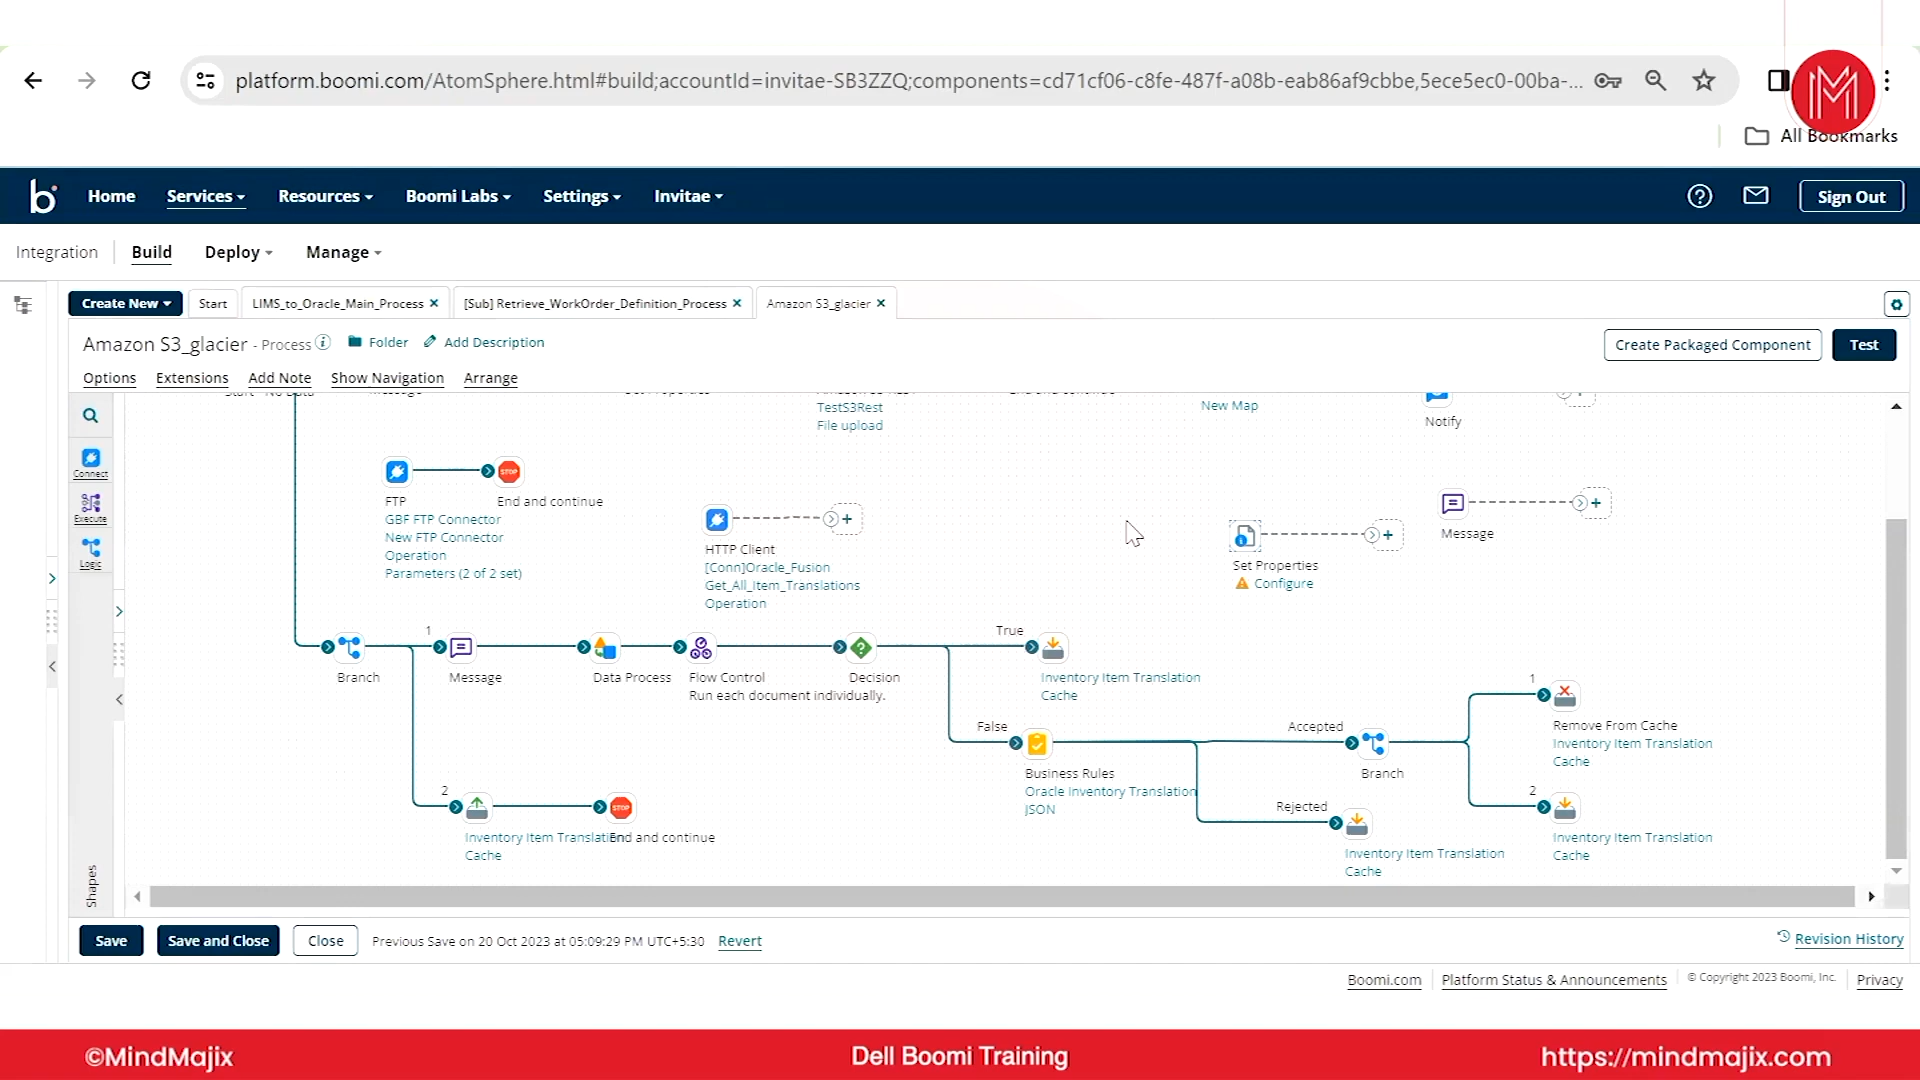 platform.boomi.com/AtomSphere.html#build;accountId=invitae-SB3ZZQ;components=cd71cf06-c8fe-487f-a08b-eab86af9cbbe,5ece5ec0-00ba-...
All Bookmarks
Home
Services
Resources
Boomi Labs
Settings
Invitae
Sign Out
Integration
Build
Deploy
Manage
Create New
Start
LIMS_to_Oracle_Main_Process
[Sub] Retrieve_WorkOrder_Definition_Process
Amazon S3_glacier
Amazon S3_glacier - Process
Folder
Add Description
Create Packaged Component
Test
Options
Extensions
Add Note
Show Navigation
Arrange
Connect
Execute
Logic
Shapes
TestS3Rest
File upload
New Map
Notify
FTP
GBF FTP Connector
New FTP Connector
Operation
Parameters (2 of 2 set)
STOP
End and continue
HTTP Client
[Conn]Oracle_Fusion
Get_All_Item_Translations
Operation
Set Properties
Configure
Message
Branch
1
Message
Data Process
Flow Control
Run each document individually.
Decision
True
Inventory Item Translation
Cache
False
Business Rules
Oracle Inventory Translation
JSON
Accepted
Branch
1
Remove From Cache
Inventory Item Translation
Cache
2
Inventory Item Translation
Cache
Rejected
Inventory Item Translation
Cache
2
Inventory Item Translation
Cache
STOP
End and continue
Save
Save and Close
Close
Previous Save on 20 Oct 2023 at 05:09:29 PM UTC+5:30
Revert
Revision History
Boomi.com
Platform Status & Announcements
© Copyright 2023 Boomi, Inc.
Privacy
©MindMajix
Dell Boomi Training
https://mindmajix.com